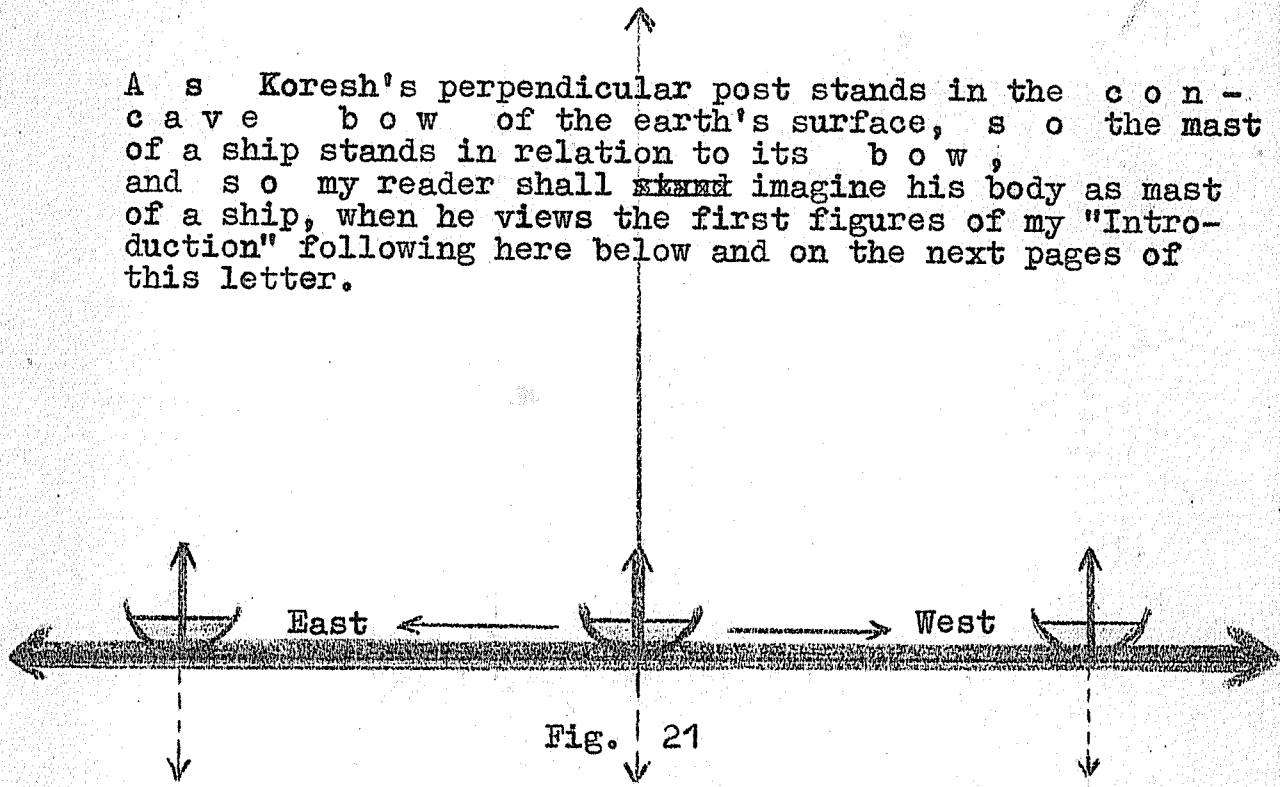 A s Koresh's perpendicular post stands in the c o n -
c a v e b o w of the earth's surface, s o the mast
of a ship stands in relation to its b o w ,
and s o my reader shall stand imagine his body as mast
of a ship, when he views the first figures of my "Intro-
duction" following here below and on the next pages of
this letter.
East West
Fig. 21